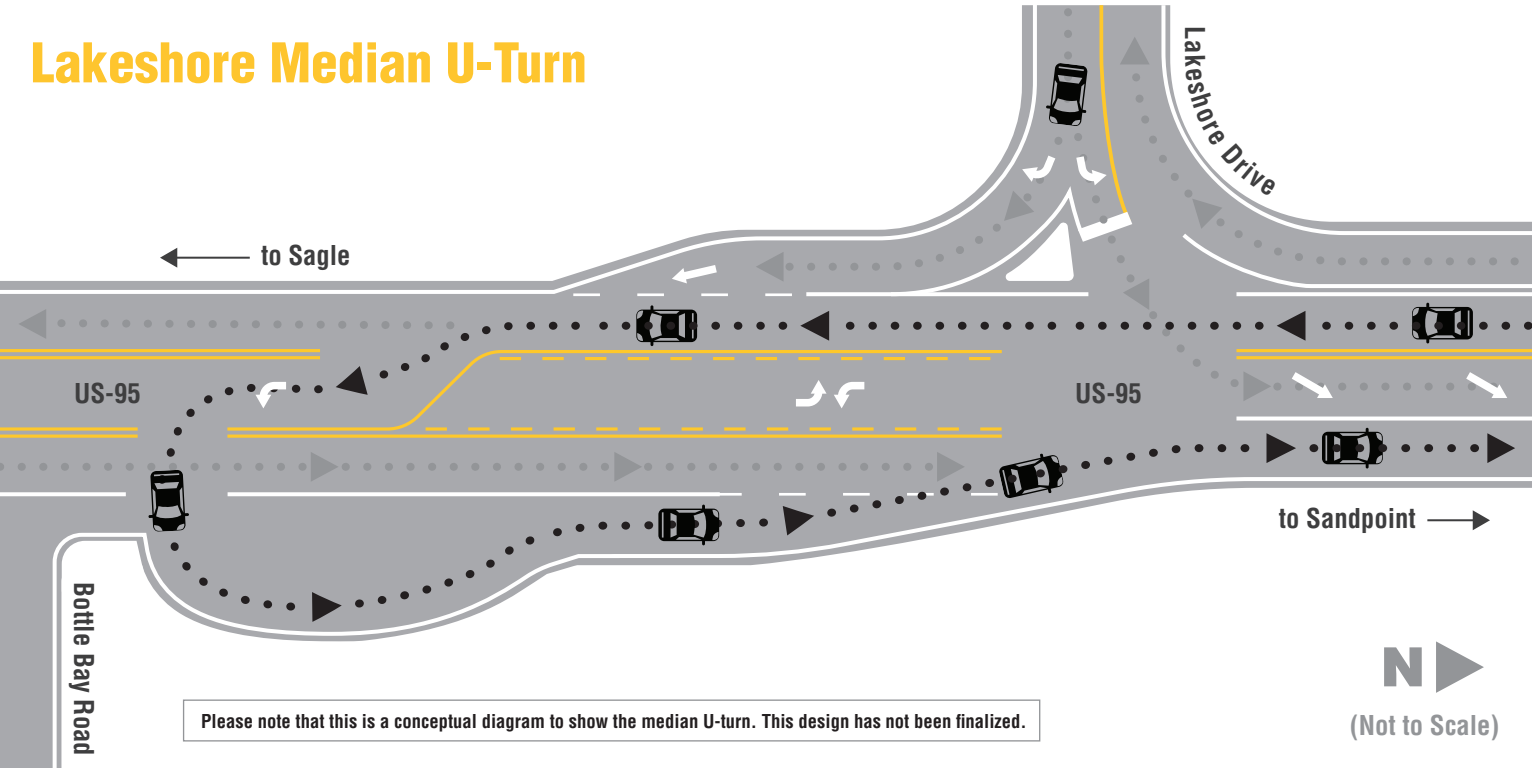 Lakeshore Median U-Turn
Lakeshore Drive
to Sagle
US-95
US-95
to Sandpoint
Bottle Bay Road
N
(Not to Scale)
Please note that this is a conceptual diagram to show the median U-turn. This design has not been finalized.